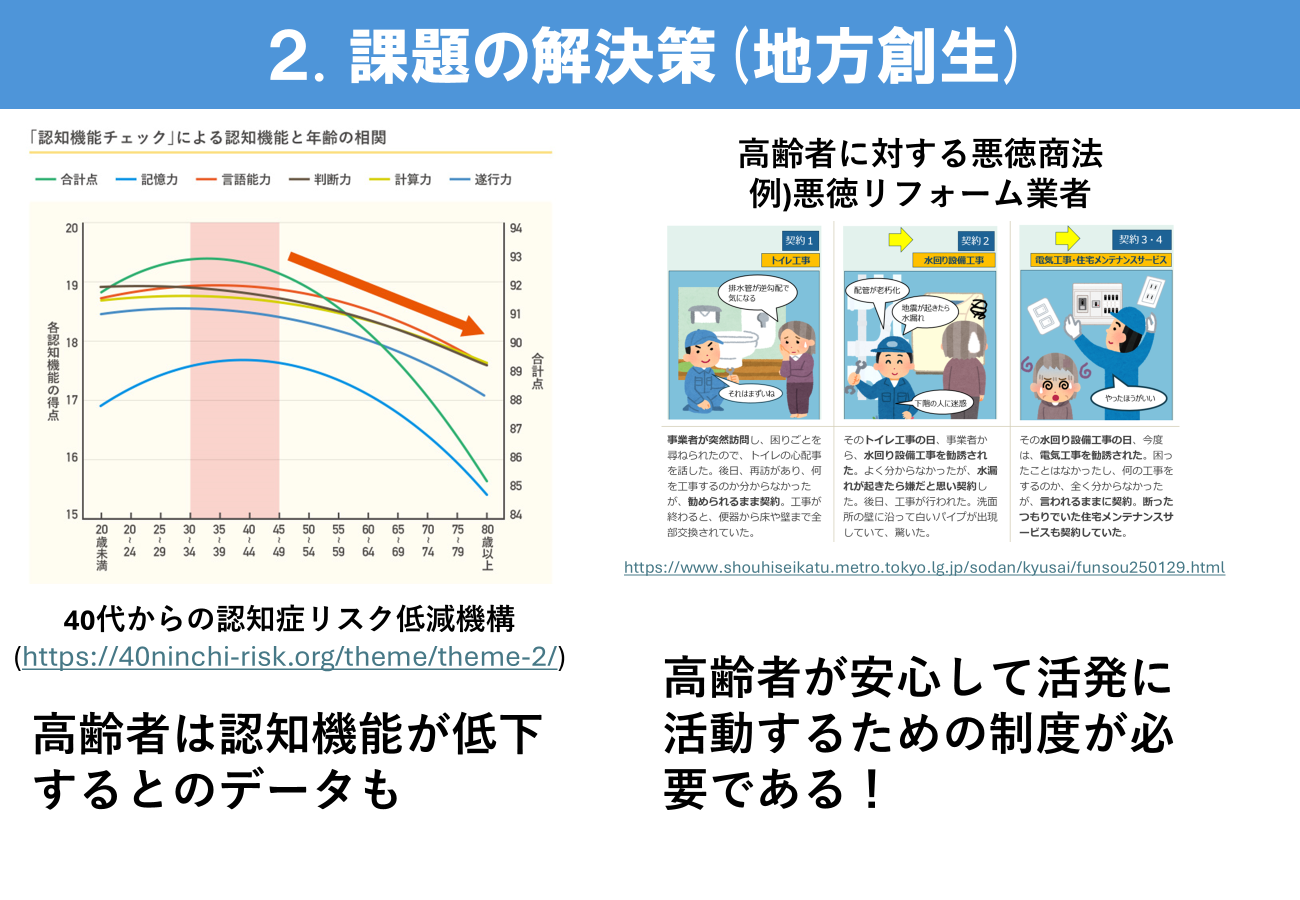 2. 課題の解決策(地方創生)
「認知機能チェック」による認知機能と年齢の相関
合計点 記憶力 言語能力 判断力 計算力 遂行力
各認知機能の得点
20
19
18
17
16
15
94
93
92
91
90
89
88
87
86
85
84
合計点
20歳未満 20~24 25~29 30~34 35~39 40~44 45~49 50~54 55~59 60~64 65~69 70~74 75~79 80歳以上
40代からの認知症リスク低減機構
(https://40ninchi-risk.org/theme/theme-2/)
高齢者は認知機能が低下
するとのデータも
高齢者に対する悪徳商法
例)悪徳リフォーム業者
契約1
トイレ工事
排水管が逆勾配で
気になる
それはまずいね
事業者が突然訪問し、困りごとを
尋ねられたので、トイレの心配事
を話した。後日、再訪があり、何
を工事するのか分からなかった
が、勧められるまま契約。工事が
終わると、便器から床や壁まで全
部交換されていた。
契約2
水回り設備工事
配管が老朽化
地震が起きたら
水漏れ
下階の人に迷惑
そのトイレ工事の日、事業者か
ら、水回り設備工事を勧誘され
た。よく分からなかったが、水漏
れが起きたら嫌だと思い契約し
た。後日、工事が行われた。洗面
所の壁に沿って白いパイプが出現
していて、驚いた。
契約3・4
電気工事・住宅メンテナンスサービス
やったほうがいい
その水回り設備工事の日、今度
は、電気工事を勧誘された。困っ
たことはなかったし、何の工事を
するのか、全く分からなかった
が、言われるままに契約。断った
つもりでいた住宅メンテナンスサ
ービスも契約していた。
https://www.shouhiseikatu.metro.tokyo.lg.jp/sodan/kyusai/funsou250129.html
高齢者が安心して活発に
活動するための制度が必
要である！